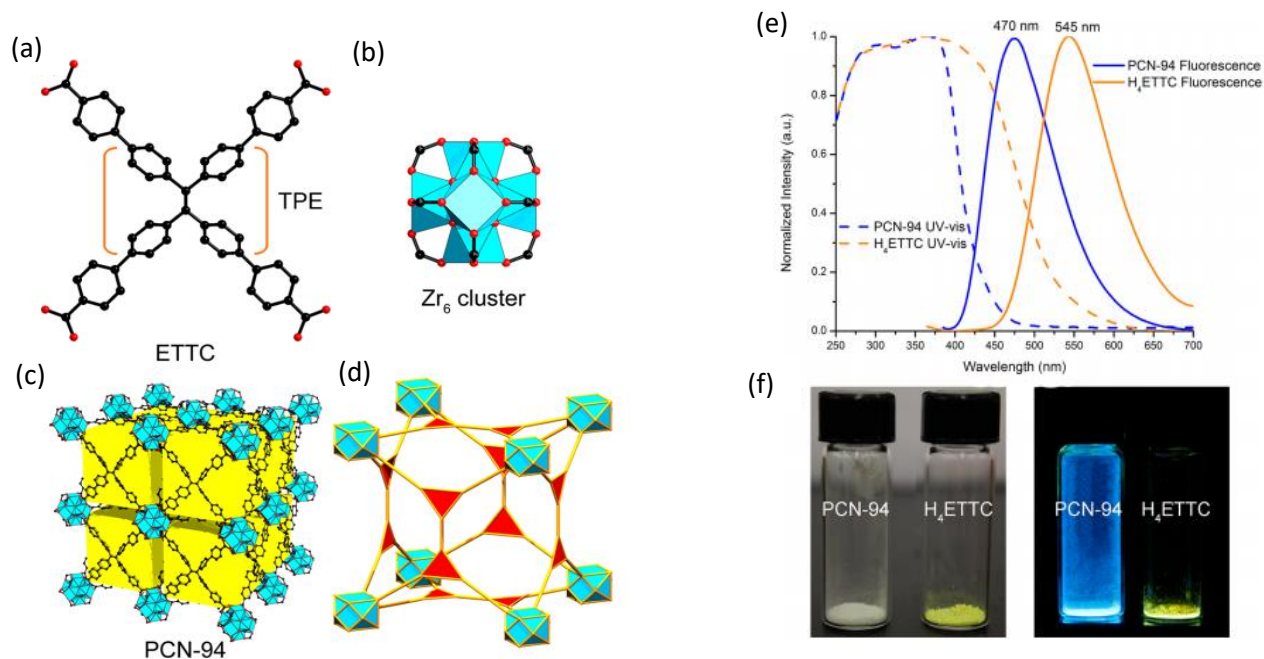 (a)
TPE
ETTC
(b)
Zr6 cluster
(c)
PCN-94
(d)
(e)
470 nm
545 nm
PCN-94 Fluorescence
H4ETTC Fluorescence
PCN-94 UV-vis
H4ETTC UV-vis
Normalized Intensity (a.u.)
1.0
0.8
0.6
0.4
0.2
0.0
250 300 350 400 450 500 550 600 650 700
Wavelength (nm)
(f)
PCN-94 H4ETTC
PCN-94 H4ETTC